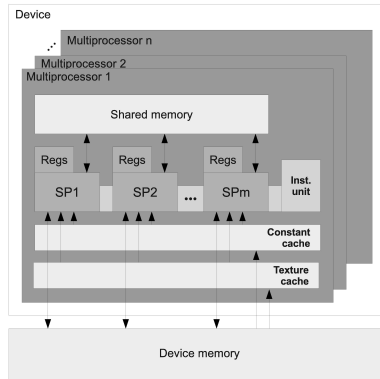 Device
Multiprocessor n
Multiprocessor 2
Multiprocessor 1
Shared memory
Regs
Regs
Regs
SP1
SP2
...
SPm
Inst.
unit
Constant
cache
Texture
cache
Device memory